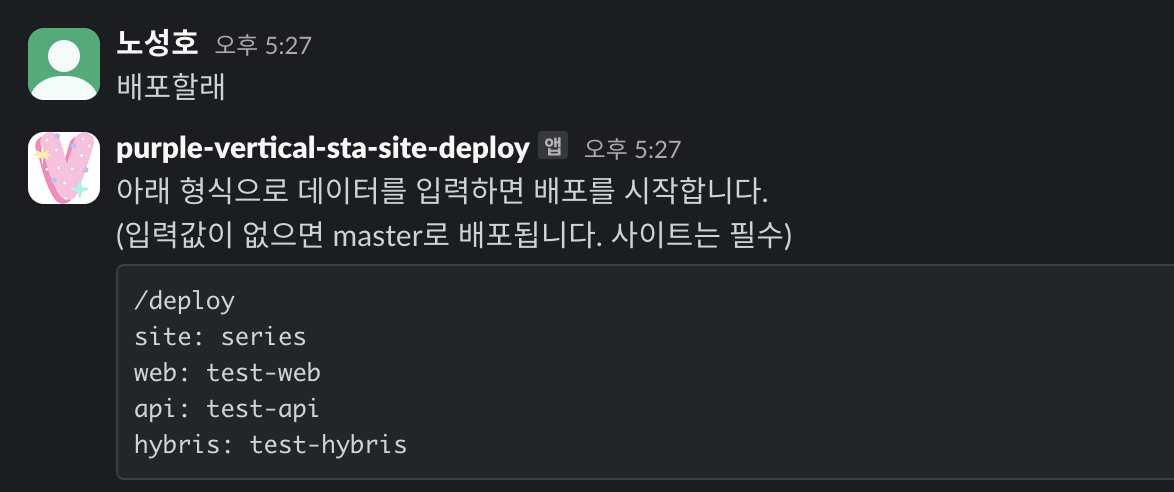 노성호 오후 5:27
배포할래
purple-vertical-sta-site-deploy 앱 오후 5:27
아래 형식으로 데이터를 입력하면 배포를 시작합니다.
(입력값이 없으면 master로 배포됩니다. 사이트는 필수)
/deploy
site: series
web: test-web
api: test-api
hybris: test-hybris